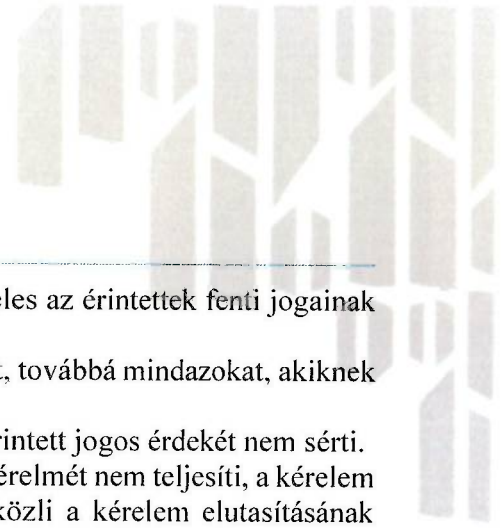 eles az érintettek fenti jogainak
, továbbá mindazokat, akiknek
rintett jogos érdekét nem sérti.
érelmét nem teljesíti, a kérelem
közli a kérelem elutasításának